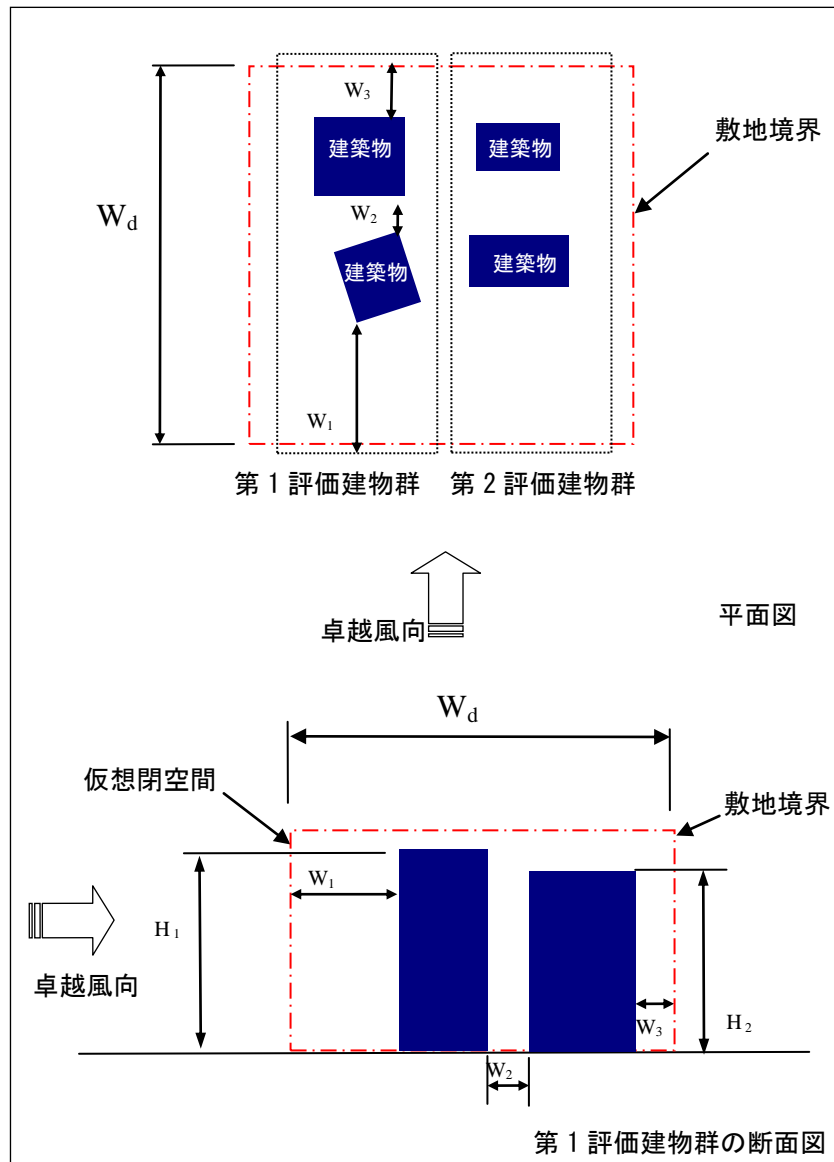 W3
建築物
建築物
敷地境界
Wd
W2
建築物
建築物
W1
第1評価建物群
第2評価建物群
卓越風向
平面図
Wd
仮想閉空間
敷地境界
W1
H1
卓越風向
W3
H2
W2
第1評価建物群の断面図